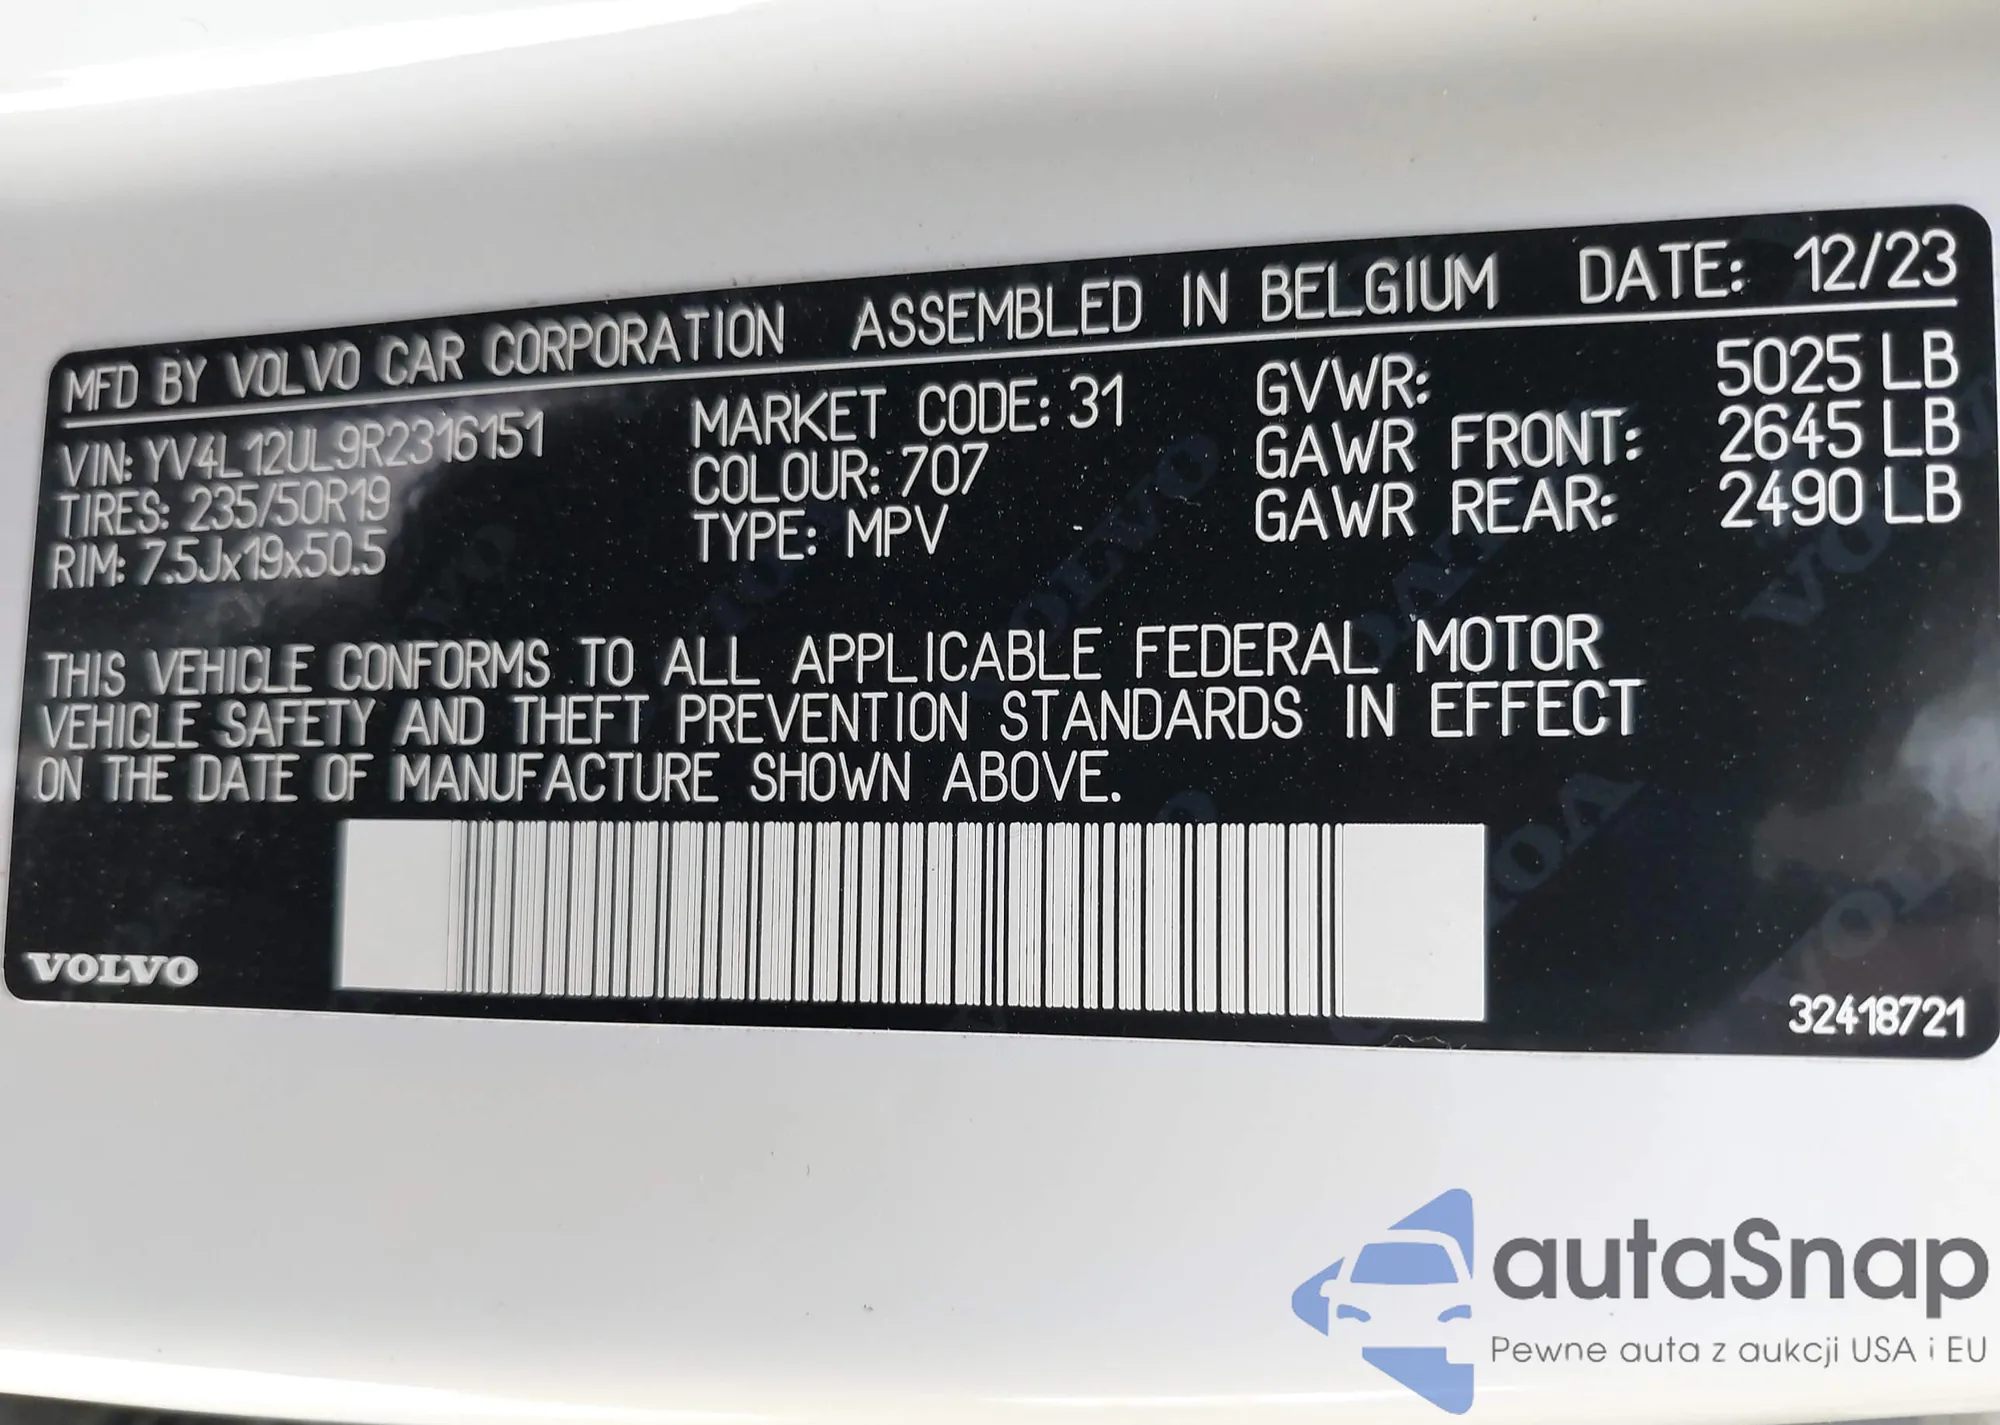 MFD BY VOLVO CAR CORPORATION ASSEMBLED IN BELGIUM DATE: 12/23
VIN: YV4L12UL9R2316151 MARKET CODE: 31 GVWR: 5025 LB
TIRES: 235/50R19 COLOUR: 707 GAWR FRONT: 2645 LB
RIM: 7.5Jx19x50.5 TYPE: MPV GAWR REAR: 2490 LB
THIS VEHICLE CONFORMS TO ALL APPLICABLE FEDERAL MOTOR
VEHICLE SAFETY AND THEFT PREVENTION STANDARDS IN EFFECT
ON THE DATE OF MANUFACTURE SHOWN ABOVE.
VOLVO
32418721
autaSnap
Pewne auta z aukcji USA i EU